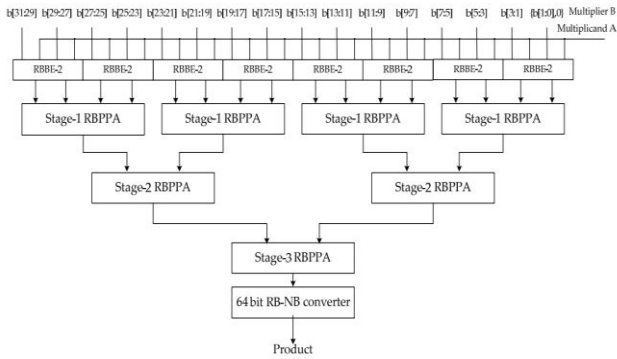 b[31:29] b[29:27] b[27:25] b[25:23] b[23:21] b[21:19] b[19:17] b[17:15] b[15:13] b[13:11] b[11:9] b[9:7] b[7:5] b[5:3] b[3:1] (b[1:0],0) Multiplier B
Multiplicand A
RBBE-2 RBBE-2 RBBE-2 RBBE-2 RBBE-2 RBBE-2 RBBE-2 RBBE-2
Stage-1 RBPPA Stage-1 RBPPA Stage-1 RBPPA Stage-1 RBPPA
Stage-2 RBPPA Stage-2 RBPPA
Stage-3 RBPPA
64 bit RB-NB converter
Product